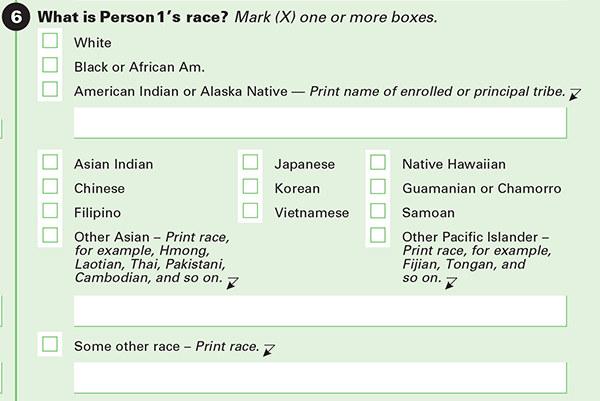 6 What is Person 1's race? Mark (X) one or more boxes.
White
Black or African Am.
American Indian or Alaska Native — Print name of enrolled or principal tribe.
Asian Indian
Chinese
Filipino
Other Asian – Print race,
for example, Hmong,
Laotian, Thai, Pakistani,
Cambodian, and so on.
Japanese
Korean
Vietnamese
Native Hawaiian
Guamanian or Chamorro
Samoan
Other Pacific Islander –
Print race, for example,
Fijian, Tongan, and
so on.
Some other race – Print race.